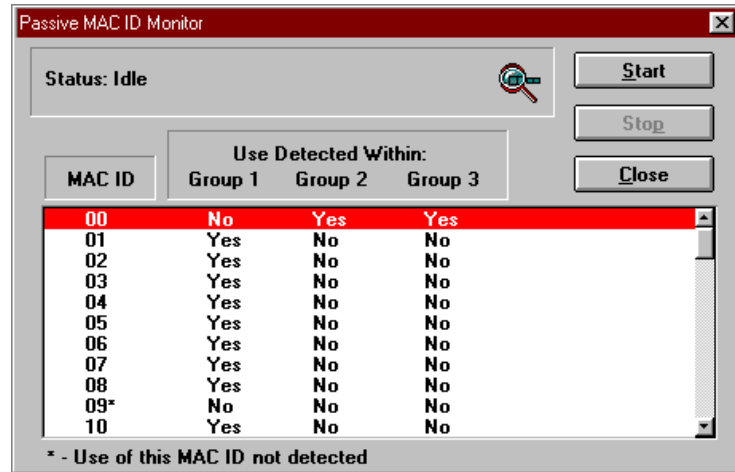 Passive MAC ID Monitor
Status: Idle
Start
Stop
Close
Use Detected Within:
MAC ID Group 1 Group 2 Group 3
00 No Yes Yes
01 Yes No No
02 Yes No No
03 Yes No No
04 Yes No No
05 Yes No No
06 Yes No No
07 Yes No No
08 Yes No No
09* No No No
10 Yes No No
* - Use of this MAC ID not detected